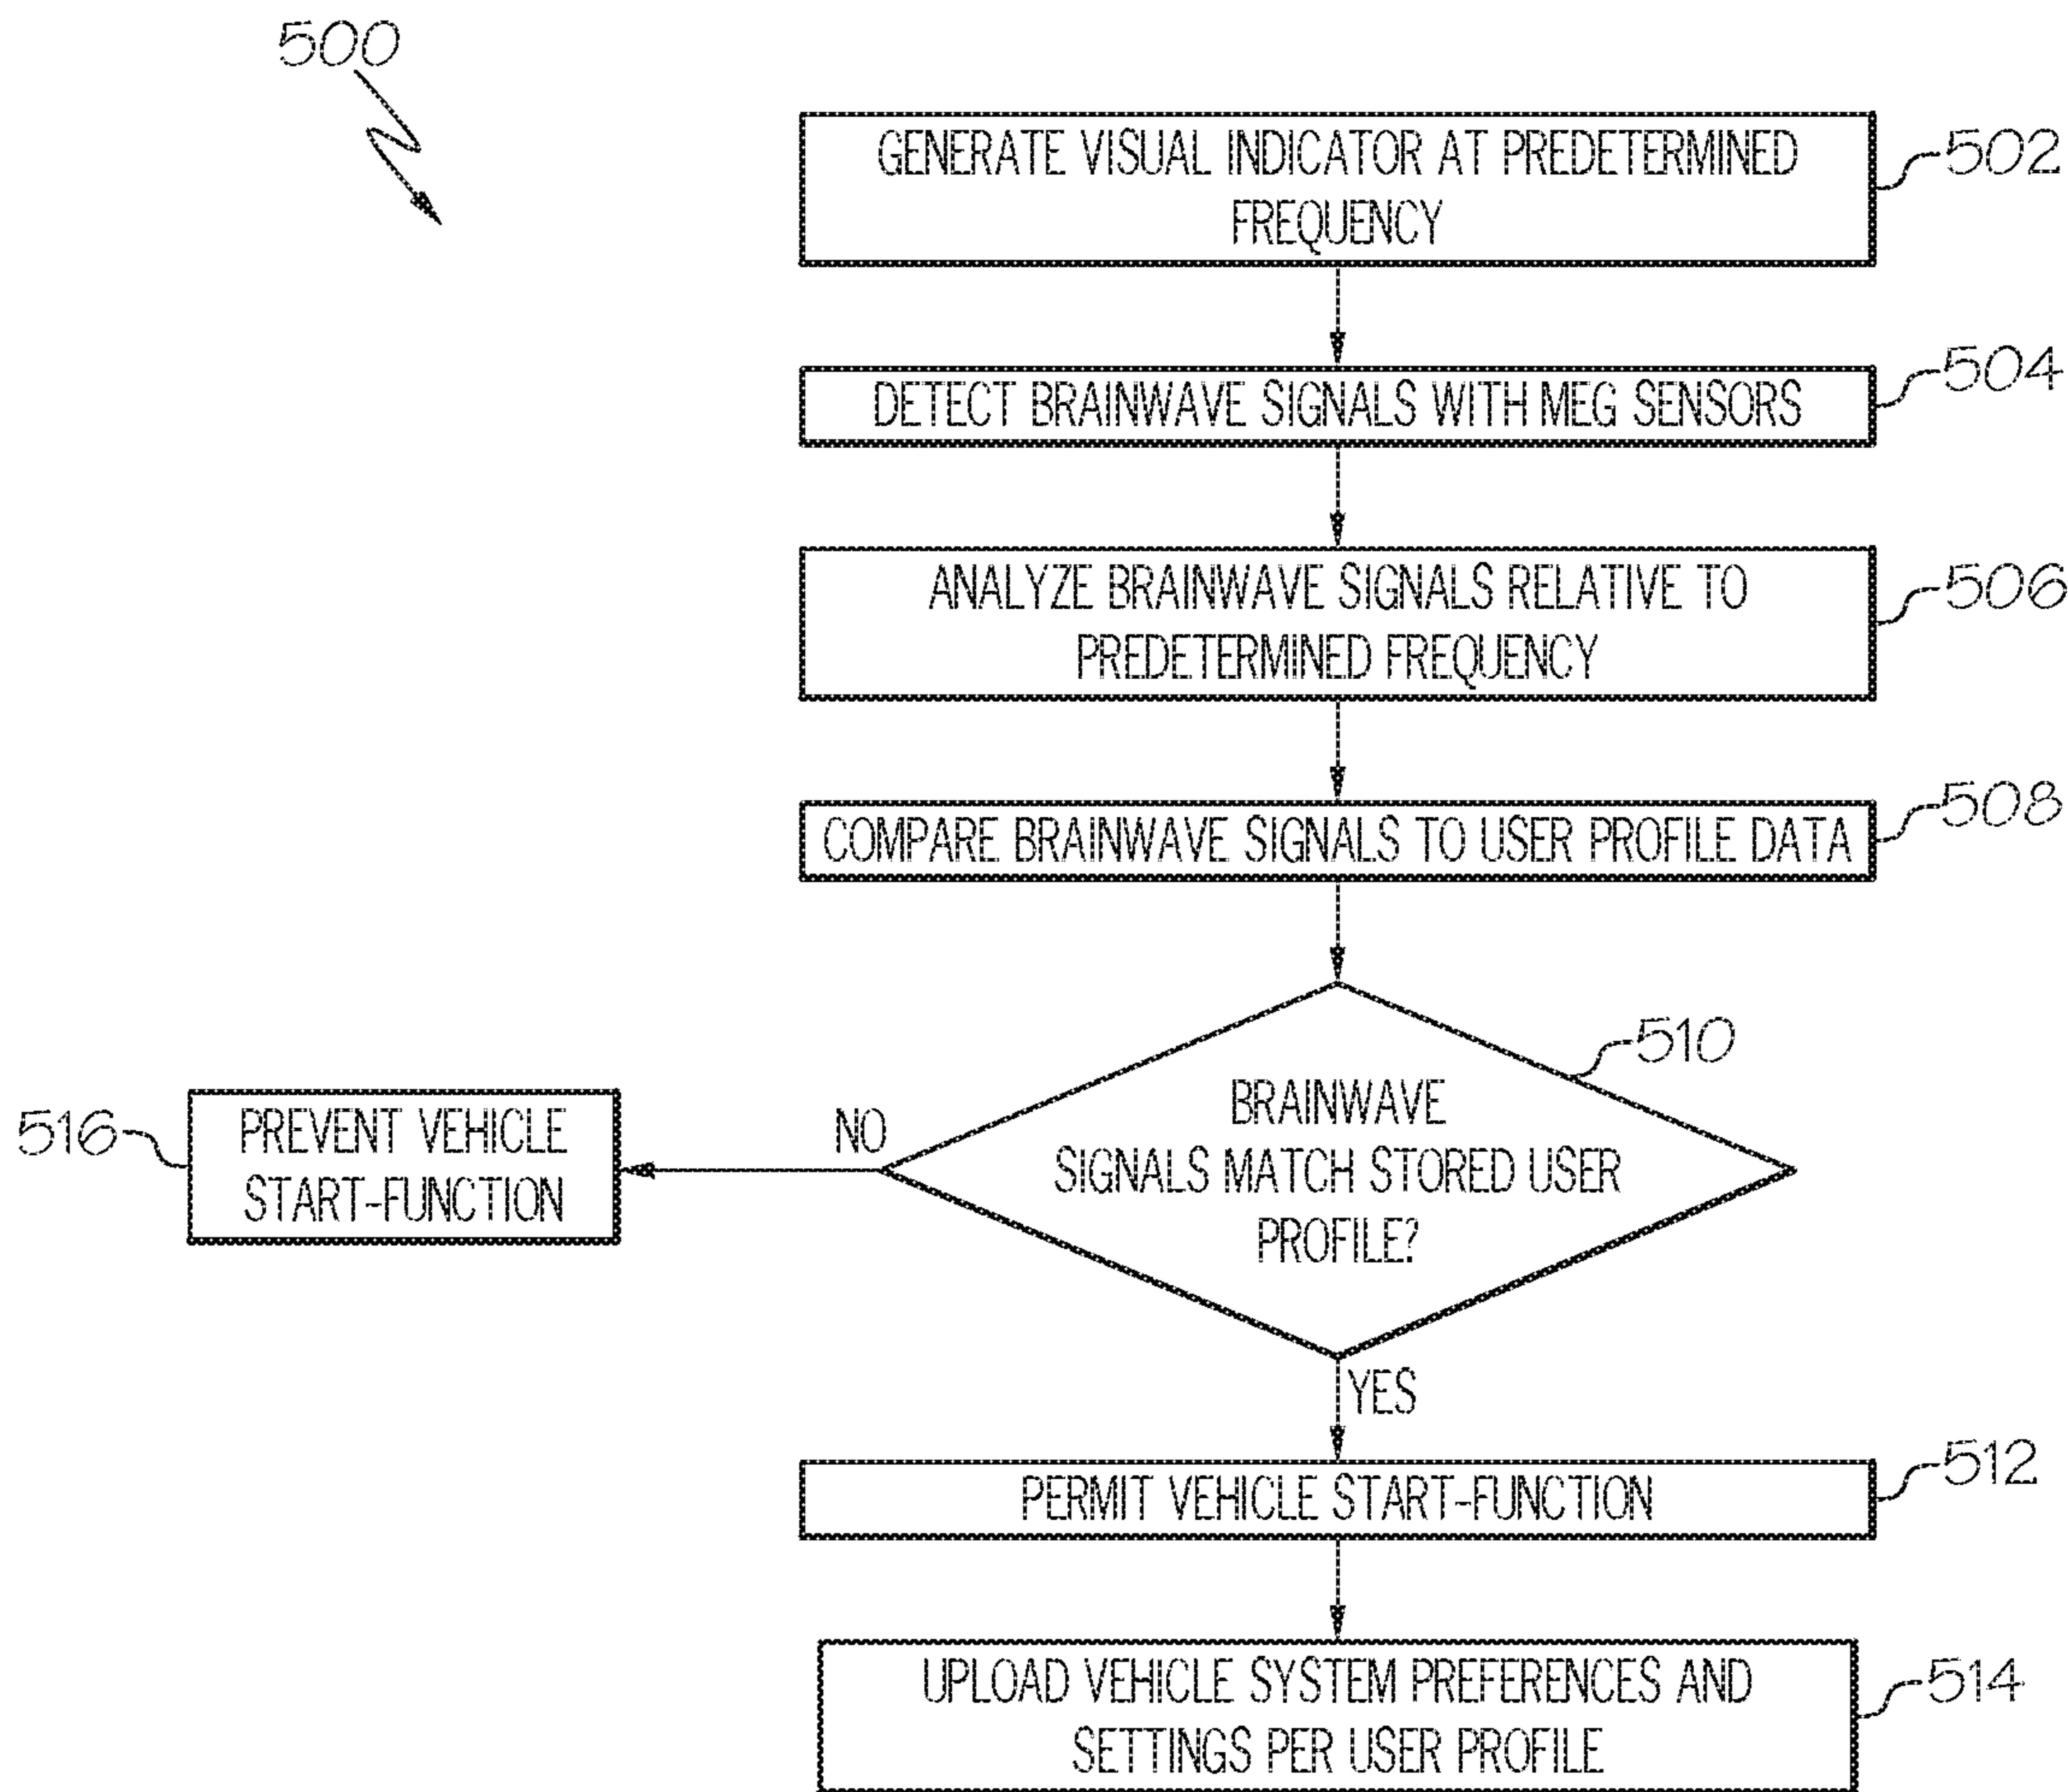 500
GENERATE VISUAL INDICATOR AT PREDETERMINED
FREQUENCY
502
DETECT BRAINWAVE SIGNALS WITH MEG SENSORS
504
ANALYZE BRAINWAVE SIGNALS RELATIVE TO
PREDETERMINED FREQUENCY
506
COMPARE BRAINWAVE SIGNALS TO USER PROFILE DATA
508
BRAINWAVE
SIGNALS MATCH STORED USER
PROFILE?
510
NO
PREVENT VEHICLE
START-FUNCTION
516
YES
PERMIT VEHICLE START-FUNCTION
512
UPLOAD VEHICLE SYSTEM PREFERENCES AND
SETTINGS PER USER PROFILE
514